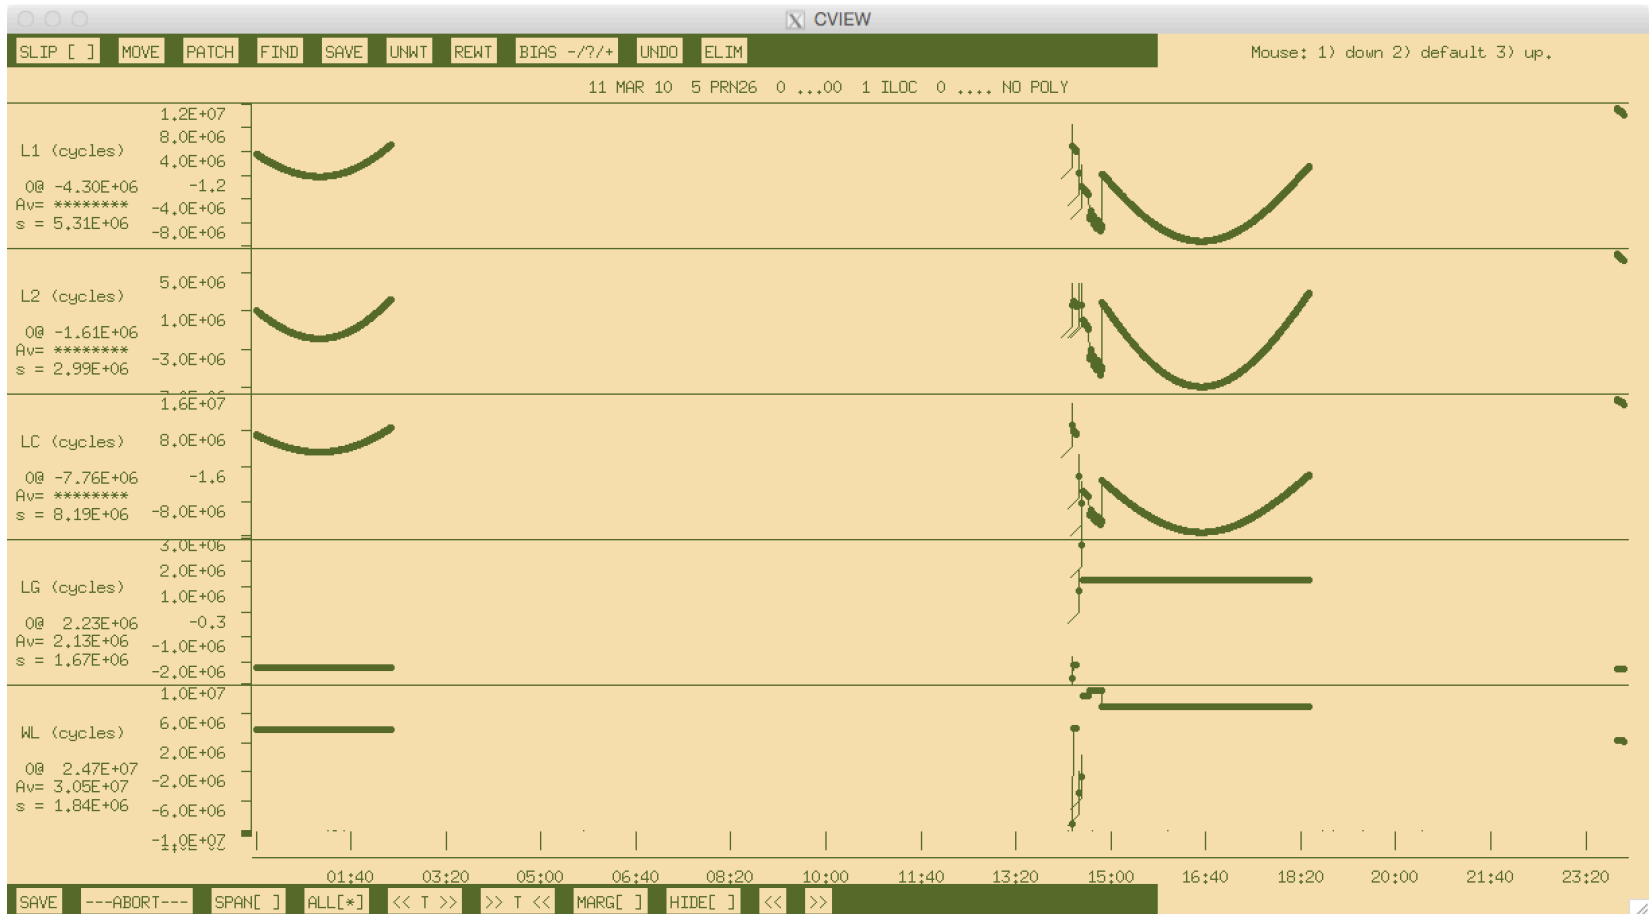 CVIEW
SLIP [ ] MOVE PATCH FIND SAVE UNWT REWT BIAS -/?/+ UNDO ELIM Mouse: 1) down 2) default 3) up.
11 MAR 10 5 PRN26 0 ...00 1 ILOC 0 .... NO POLY
1.2E+07
8.0E+06
L1 (cycles)
4.0E+06
0@ -4.30E+06 -1.2
Av= ********
-4.0E+06
s = 5.31E+06
-8.0E+06
5.0E+06
L2 (cycles)
1.0E+06
0@ -1.61E+06
Av= ********
-3.0E+06
s = 2.99E+06
1.6E+07
LC (cycles) 8.0E+06
0@ -7.76E+06 -1.6
Av= ********
s = 8.19E+06 -8.0E+06
3.0E+06
2.0E+06
LG (cycles)
1.0E+06
0@ 2.23E+06 -0.3
Av= 2.13E+06
-1.0E+06
s = 1.67E+06
-2.0E+06
1.0E+07
6.0E+06
WL (cycles)
2.0E+06
0@ 2.47E+07
Av= 3.05E+07 -2.0E+06
s = 1.84E+06
-6.0E+06
-1.0E+07
01:40 03:20 05:00 06:40 08:20 10:00 11:40 13:20 15:00 16:40 18:20 20:00 21:40 23:20
SAVE ---ABORT--- SPAN[ ] ALL[*] << T >> >> T << MARG[ ] HIDE[ ] << >>